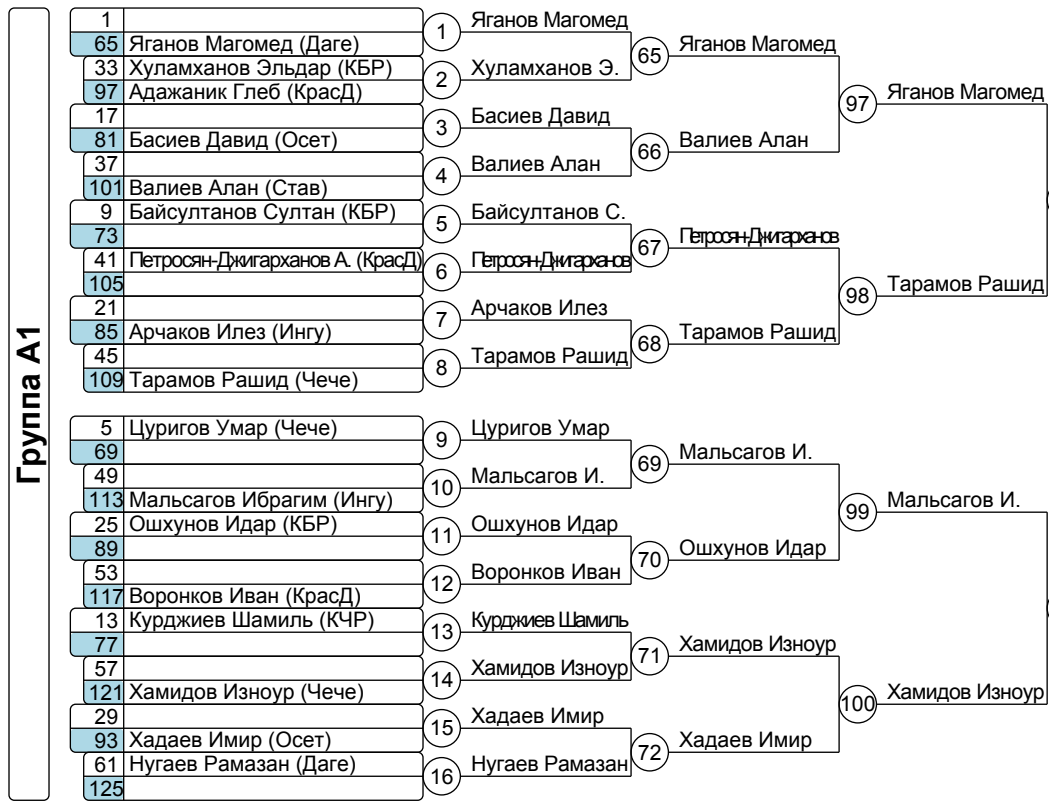 Группа А1
1
65 Яганов Магомед (Даге)
33 Хуламханов Эльдар (КБР)
97 Адажаник Глеб (КрасД)
17
81 Басиев Давид (Осет)
37
101 Валиев Алан (Став)
9 Байсултанов Султан (КБР)
73
41 Петросян-Джигарханов А. (КрасД)
105
21
85 Арчаков Илез (Ингу)
45
109 Тарамов Рашид (Чече)
5 Цуригов Умар (Чече)
69
49
113 Мальсагов Ибрагим (Ингу)
25 Ошхунов Идар (КБР)
89
53
117 Воронков Иван (КрасД)
13 Курджиев Шамиль (КЧР)
77
57
121 Хамидов Изноур (Чече)
29
93 Хадаев Имир (Осет)
61 Нугаев Рамазан (Даге)
125
1 Яганов Магомед
2 Хуламханов Э.
3 Басиев Давид
4 Валиев Алан
5 Байсултанов С.
6 Петросян-Джигарханов
7 Арчаков Илез
8 Тарамов Рашид
9 Цуригов Умар
10 Мальсагов И.
11 Ошхунов Идар
12 Воронков Иван
13 Курджиев Шамиль
14 Хамидов Изноур
15 Хадаев Имир
16 Нугаев Рамазан
65 Яганов Магомед
66 Валиев Алан
67 Петросян-Джигарханов
68 Тарамов Рашид
69 Мальсагов И.
70 Ошхунов Идар
71 Хамидов Изноур
72 Хадаев Имир
97 Яганов Магомед
98 Тарамов Рашид
99 Мальсагов И.
100 Хамидов Изноур